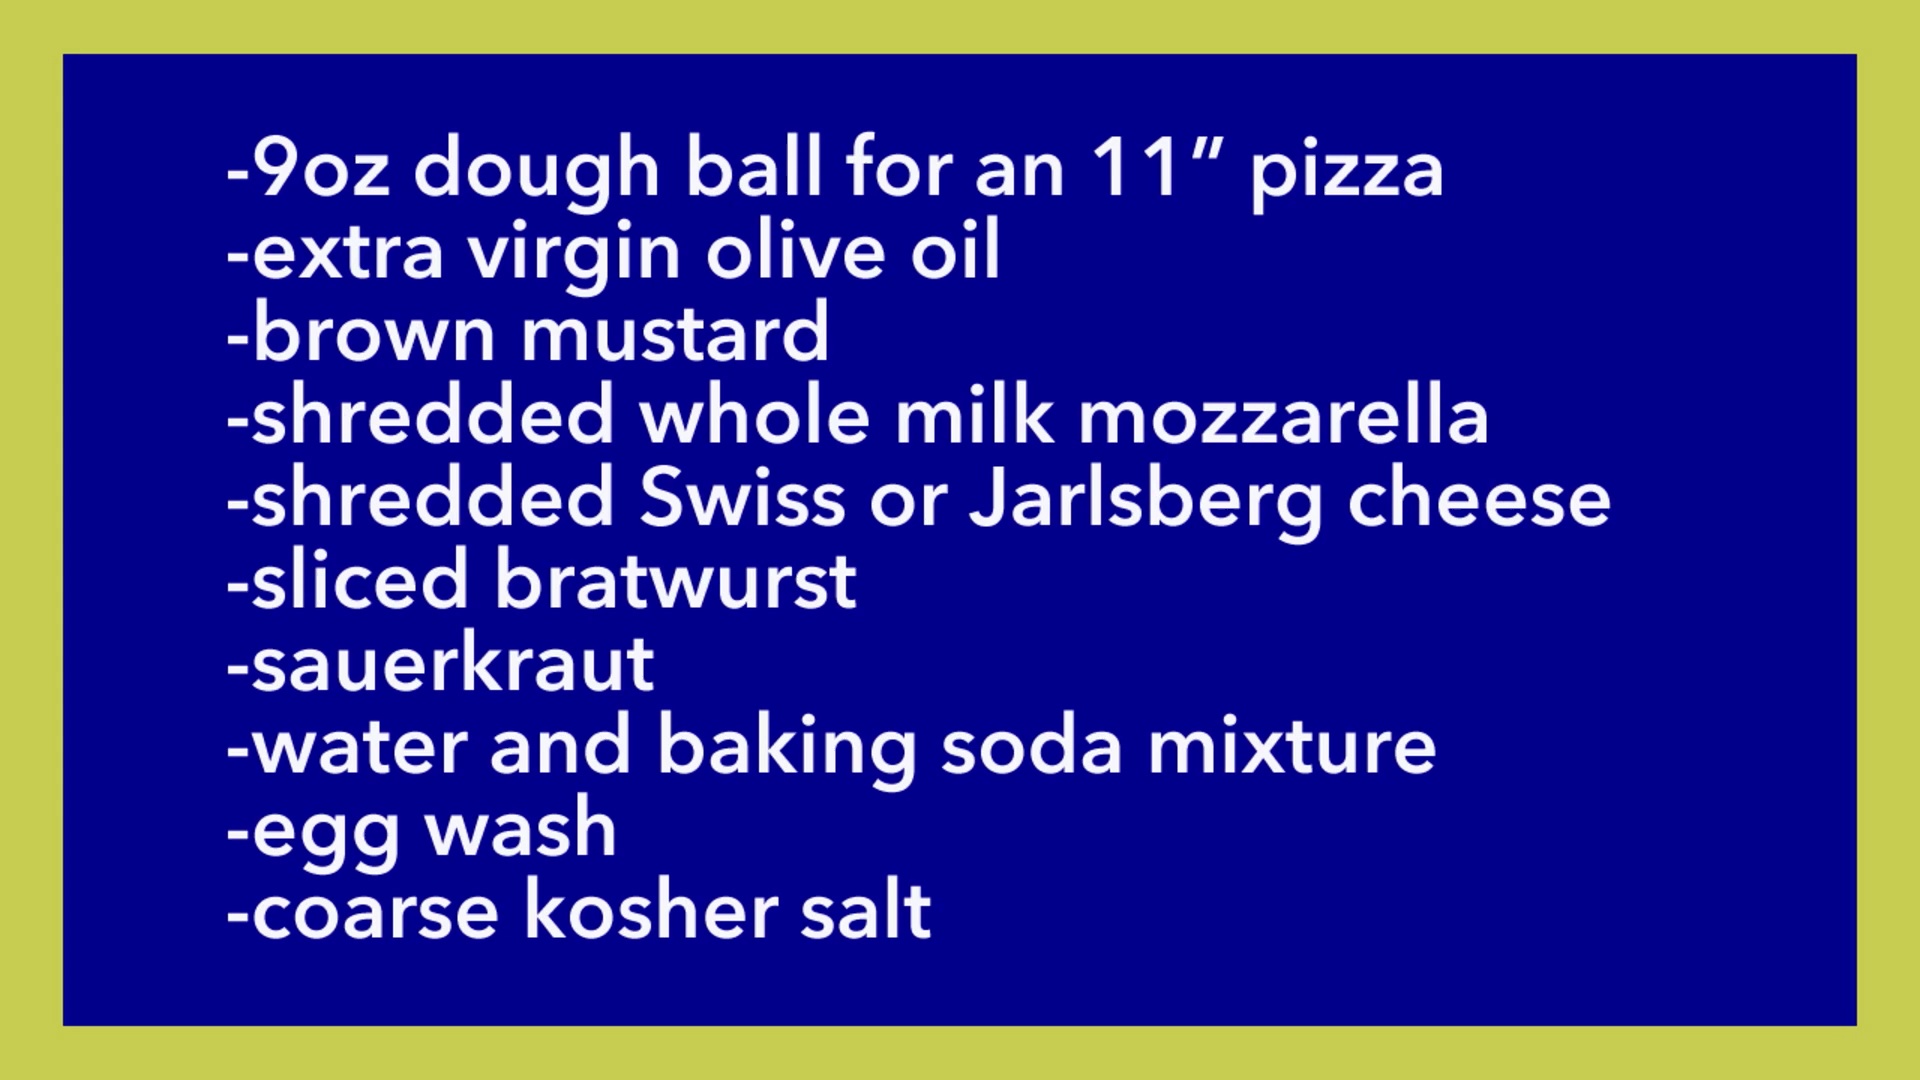 -9oz dough ball for an 11” pizza
-extra virgin olive oil
-brown mustard
-shredded whole milk mozzarella
-shredded Swiss or Jarlsberg cheese
-sliced bratwurst
-sauerkraut
-water and baking soda mixture
-egg wash
-coarse kosher salt